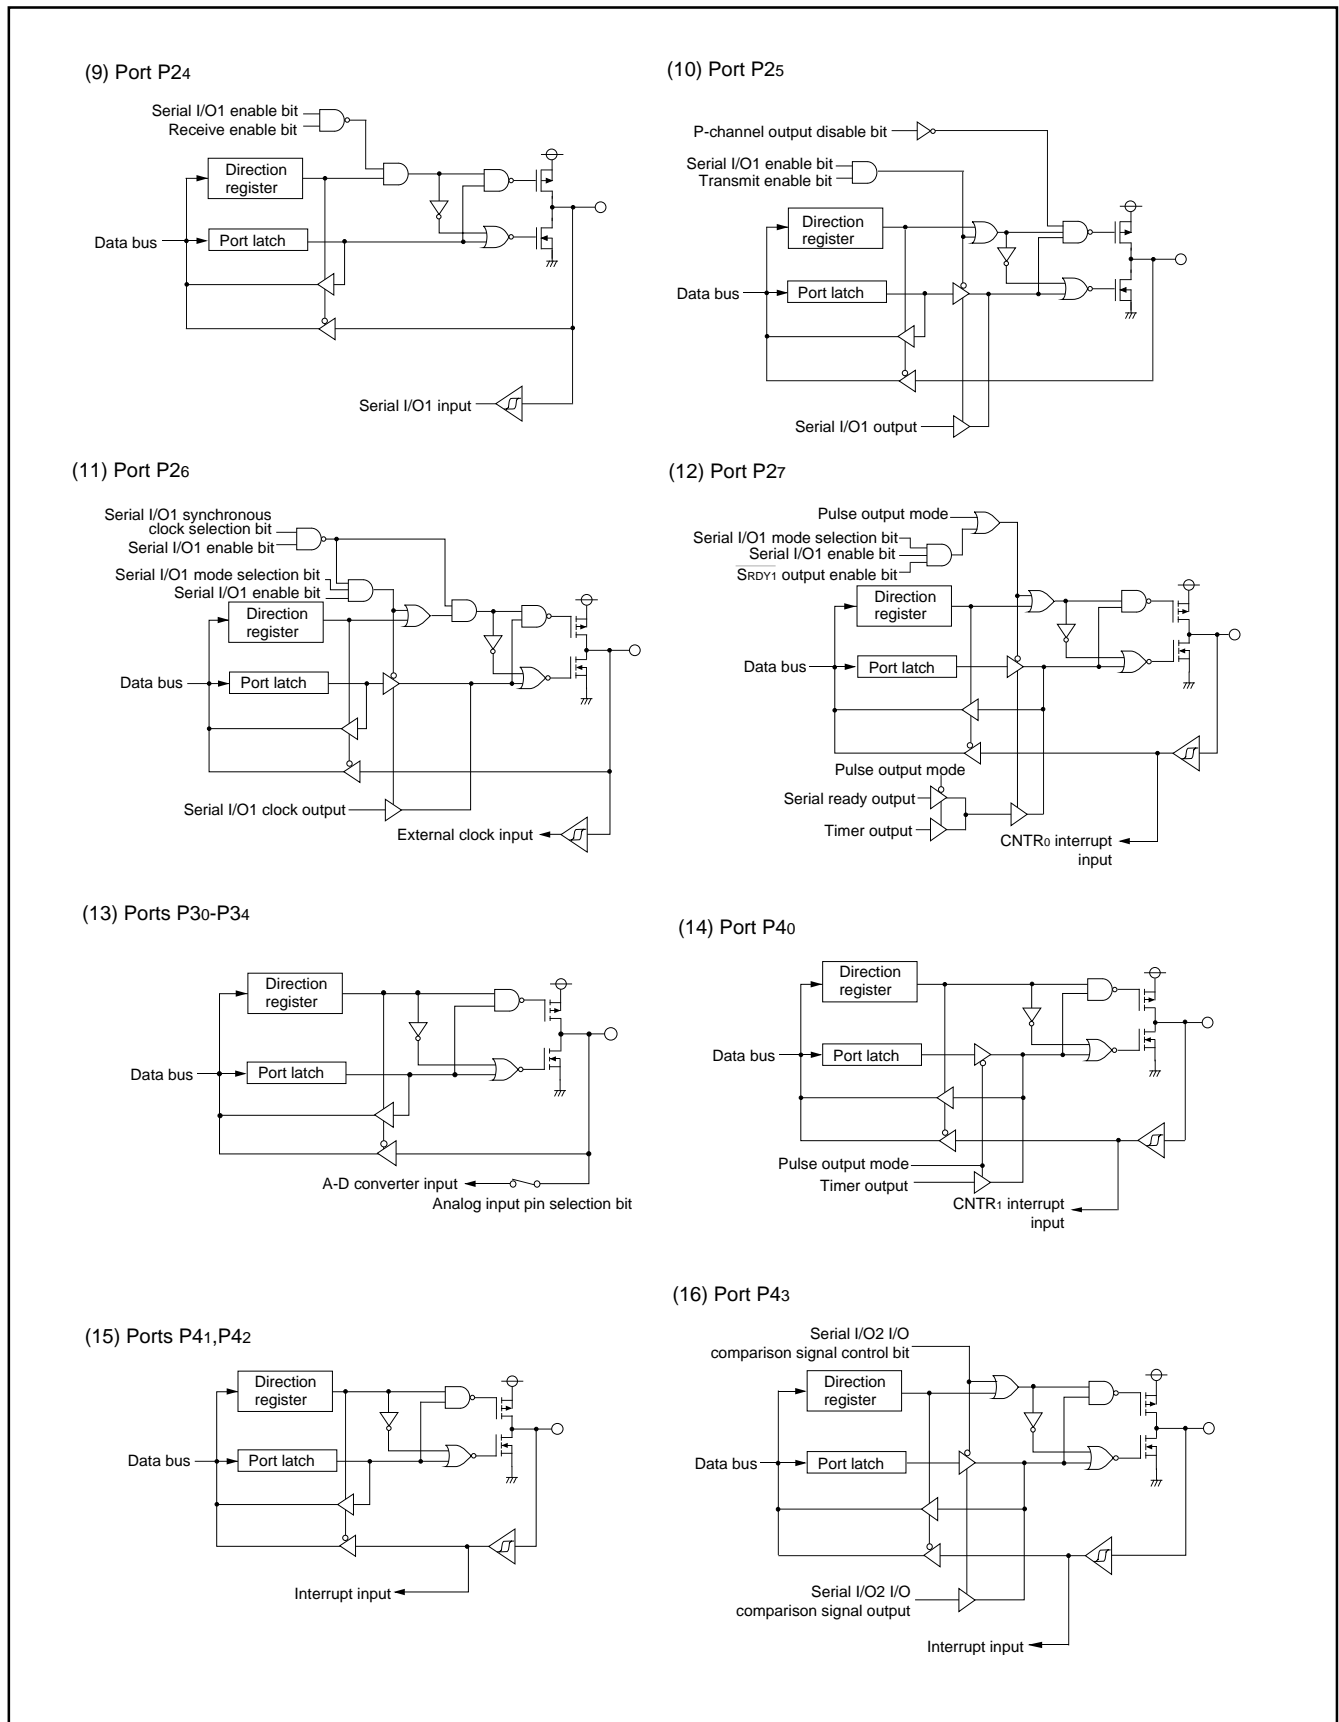 (9) Port P24
Serial I/O1 enable bit
Receive enable bit
Direction
register
Data bus
Port latch
Serial I/O1 input
(10) Port P25
P-channel output disable bit
Serial I/O1 enable bit
Transmit enable bit
Direction
register
Data bus
Port latch
Serial I/O1 output
(11) Port P26
Serial I/O1 synchronous
clock selection bit
Serial I/O1 enable bit
Serial I/O1 mode selection bit
Serial I/O1 enable bit
Direction
register
Data bus
Port latch
Serial I/O1 clock output
External clock input
(12) Port P27
Pulse output mode
Serial I/O1 mode selection bit
Serial I/O1 enable bit
SRDY1 output enable bit
Direction
register
Data bus
Port latch
Pulse output mode
Serial ready output
Timer output
CNTR0 interrupt
input
(13) Ports P30-P34
Direction
register
Data bus
Port latch
A-D converter input
Analog input pin selection bit
(14) Port P40
Direction
register
Data bus
Port latch
Pulse output mode
Timer output
CNTR1 interrupt
input
(15) Ports P41,P42
Direction
register
Data bus
Port latch
Interrupt input
(16) Port P43
Serial I/O2 I/O
comparison signal control bit
Direction
register
Data bus
Port latch
Serial I/O2 I/O
comparison signal output
Interrupt input